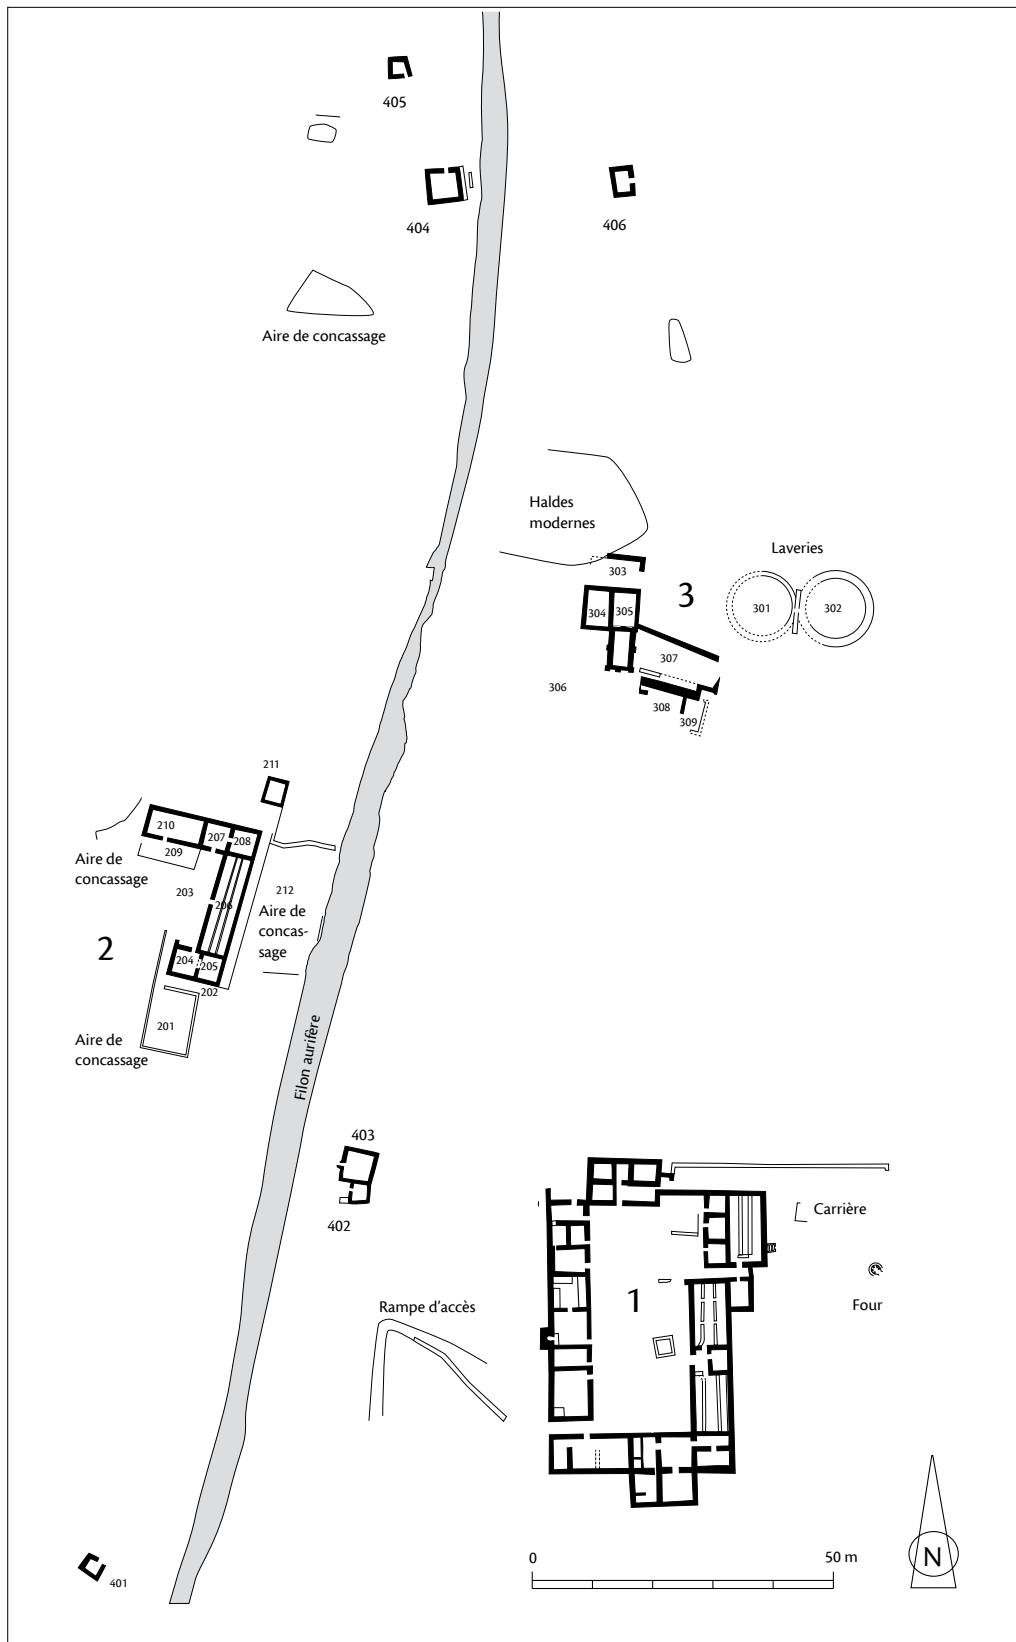 405
404
406
Aire de concassage
Haldes
modernes
Laveries
303
3
304
305
301
302
307
306
308
309
211
210
207
208
209
Aire de
concassage
203
206
212
Aire de
concas-
sage
2
204
205
202
201
Aire de
concassage
Filon aurifère
403
402
Carrière
Rampe d'accès
1
Four
401
0
50 m
N